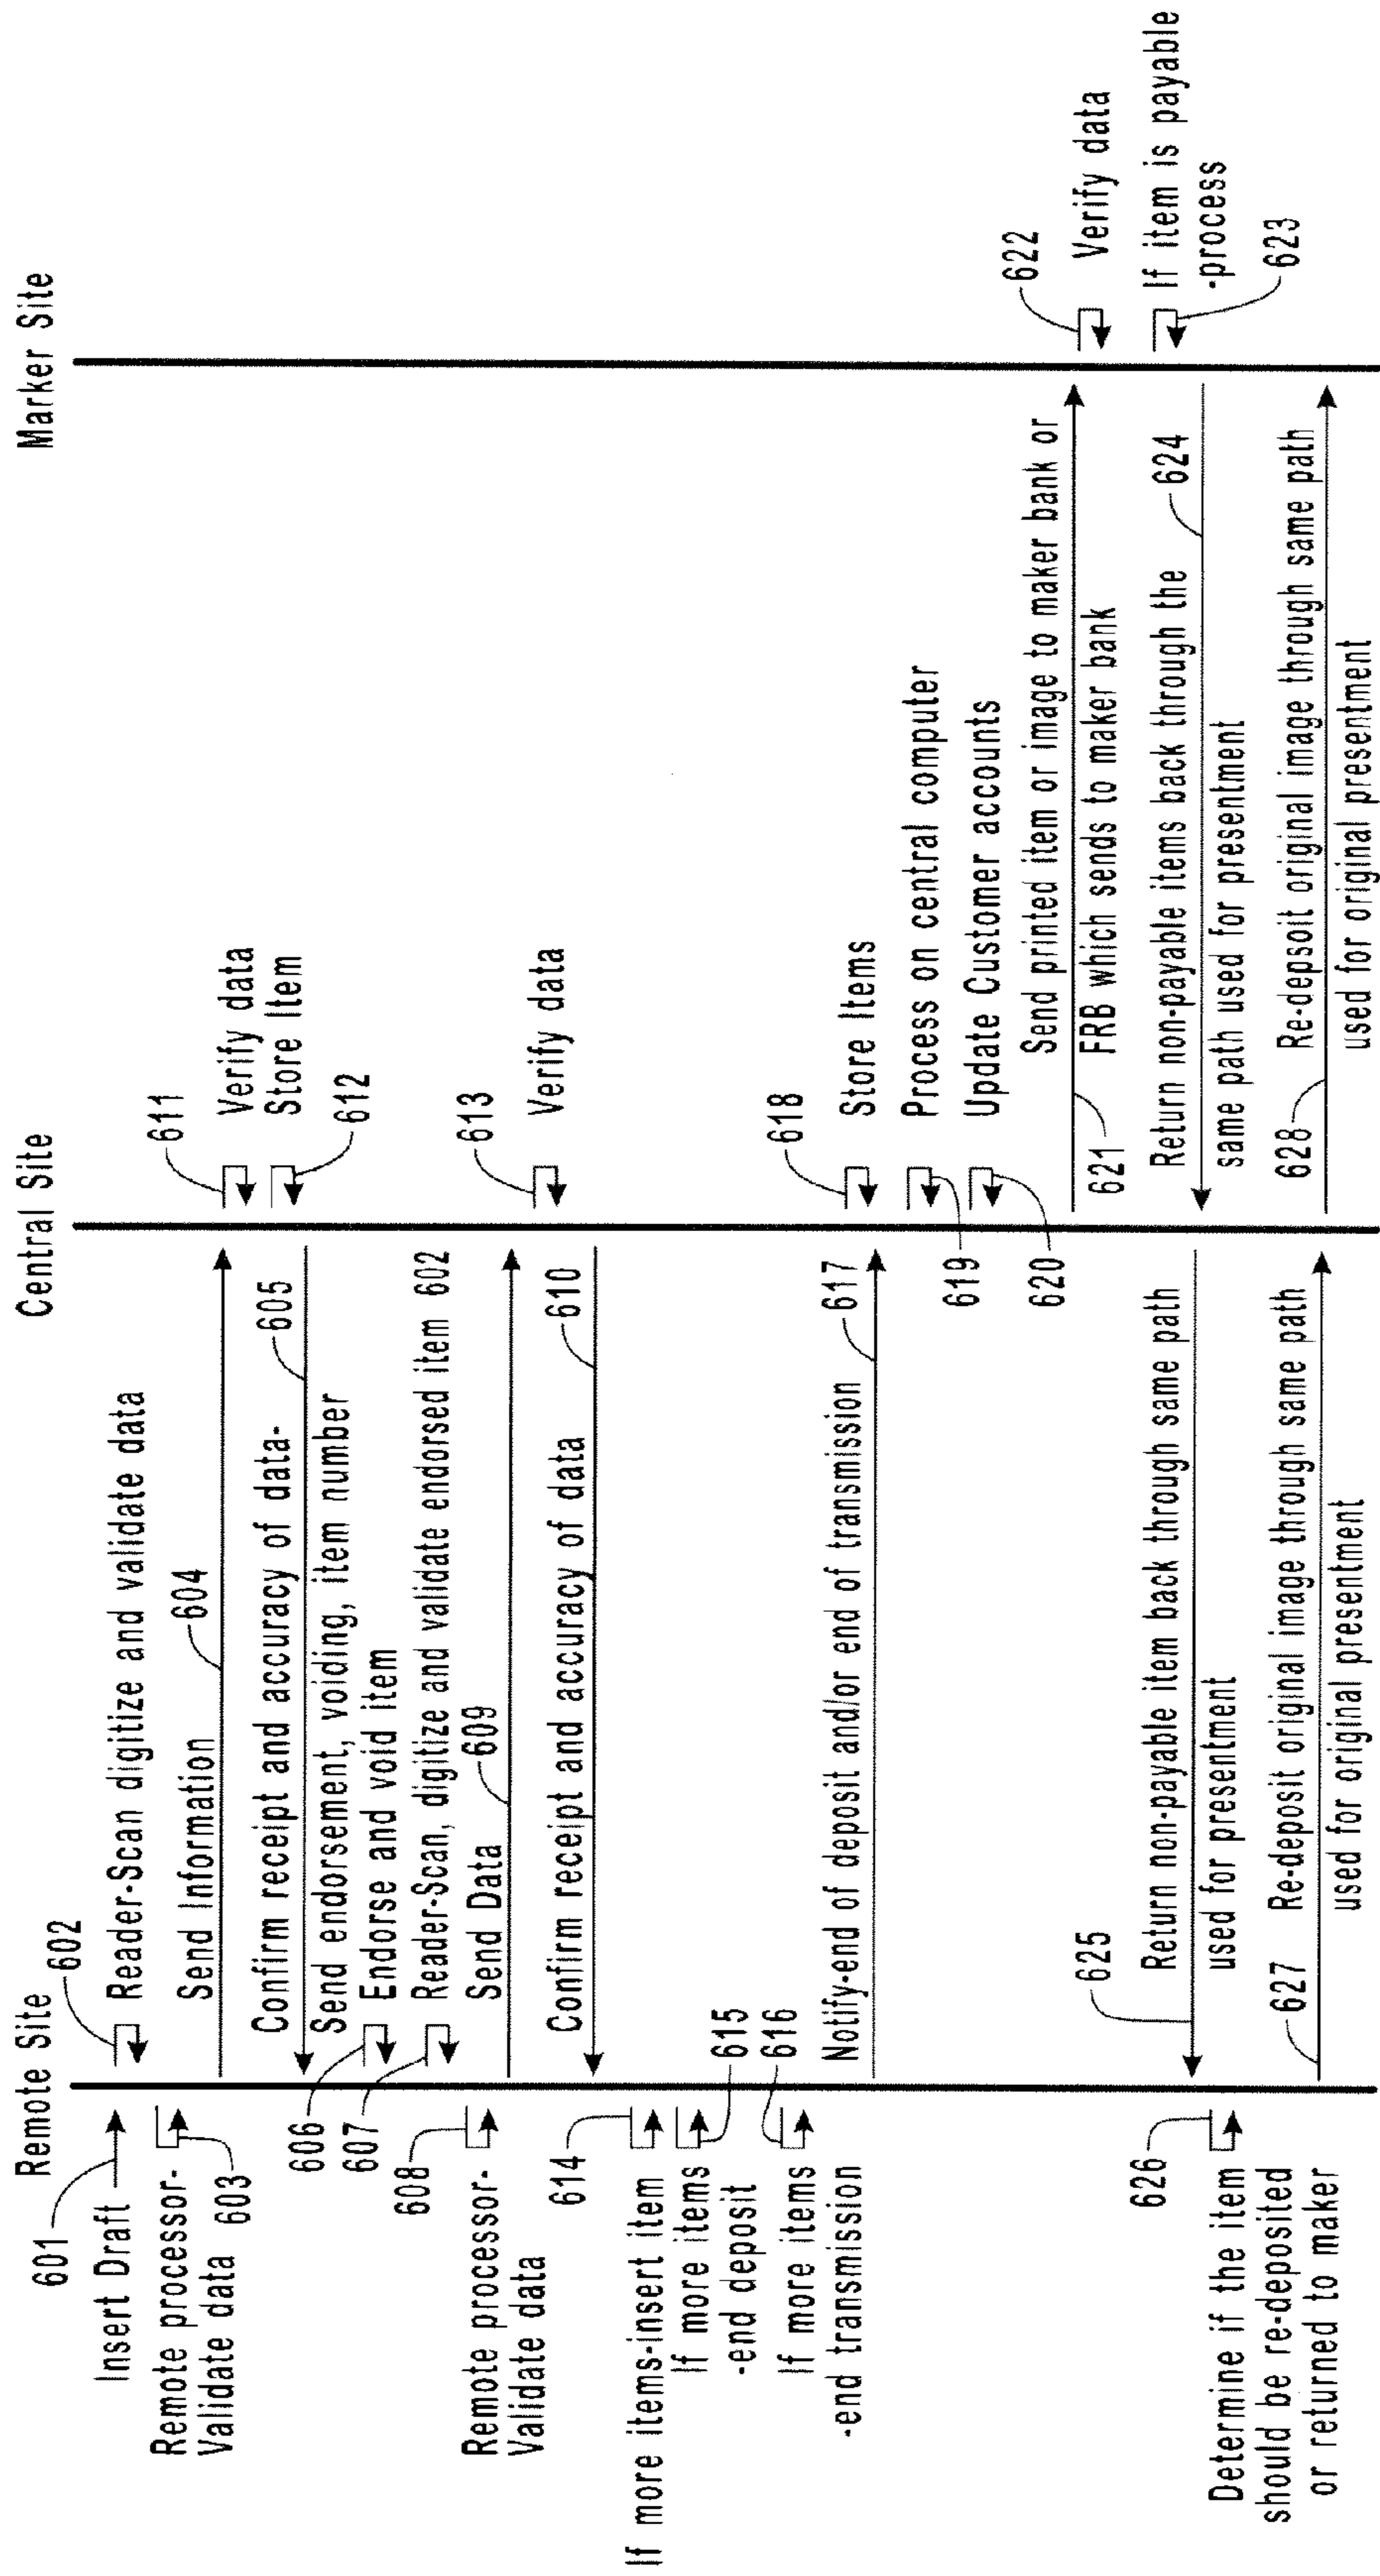 Remote Site
Central Site
Marker Site
601
Insert Draft
602
Reader-Scan digitize and validate data
Remote processor-
Validate data 603
Send Information
604
611
Verify data
Store Item
612
Confirm receipt and accuracy of data-
605
Send endorsement, voiding, item number
606
Endorse and void item
607
Reader-Scan, digitize and validate endorsed item 602
608
Remote processor-
Validate data
Send Data
609
613
Verify data
Confirm receipt and accuracy of data
610
614
If more items-insert item
If more items
-end deposit
615
616
If more items
-end transmission
Notify-end of deposit and/or end of transmission
617
618
Store Items
Process on central computer
619
Update Customer accounts
620
Send printed item or image to maker bank or
FRB which sends to maker bank
621
622
Verify data
If item is payable
-process
623
Return non-payable items back through the
same path used for presentment
624
625
Return non-payable item back through same path
used for presentment
626
Determine if the item
should be re-deposited
or returned to maker
627
Re-deposit original image through same path
used for original presentment
628
Re-depsoit original image through same path
used for original presentment